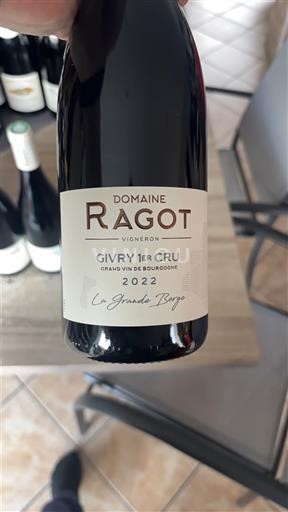 DOMAINE
RAGOT
VIGNERON
GIVRY 1ER CRU
GRAND VIN DE BOURGOGNE
2022
La Grande Berge